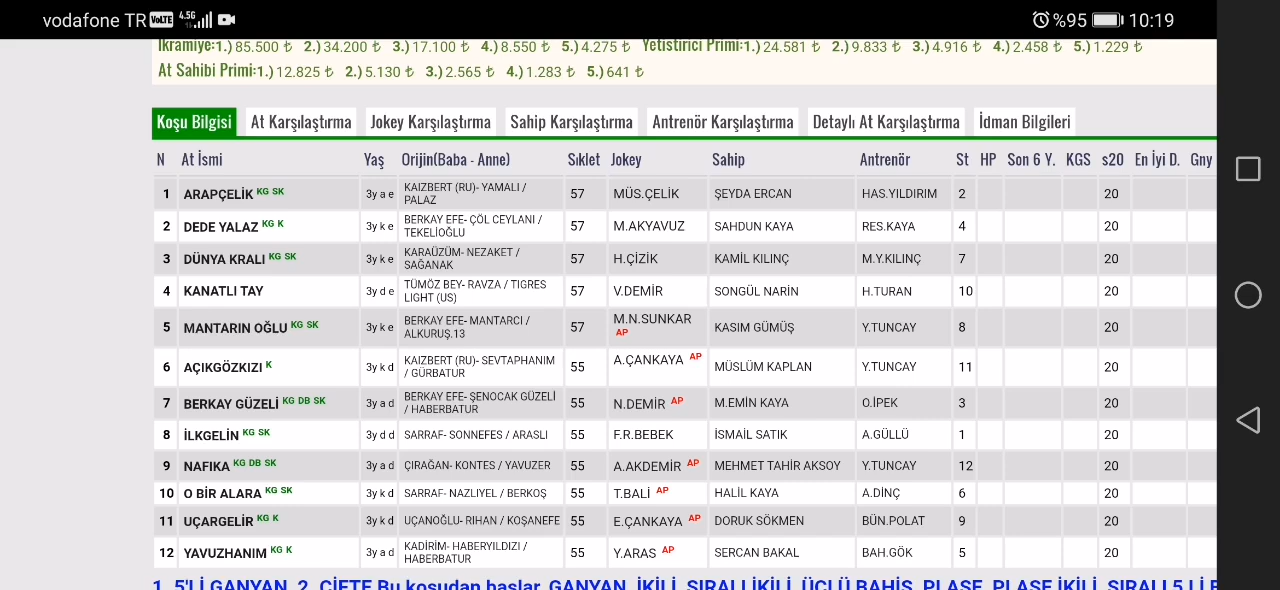 vodafone TR VoLTE 4.5G %95 10:19
İkramiye:1.) 85.500 ₺ 2.) 34.200 ₺ 3.) 17.100 ₺ 4.) 8.550 ₺ 5.) 4.275 ₺ Yetiştirici Primi:1.) 24.581 ₺ 2.) 9.833 ₺ 3.) 4.916 ₺ 4.) 2.458 ₺ 5.) 1.229 ₺
At Sahibi Primi:1.) 12.825 ₺ 2.) 5.130 ₺ 3.) 2.565 ₺ 4.) 1.283 ₺ 5.) 641 ₺
Koşu Bilgisi At Karşılaştırma Jokey Karşılaştırma Sahip Karşılaştırma Antrenör Karşılaştırma Detaylı At Karşılaştırma İdman Bilgileri
N At İsmi Yaş Orijin(Baba - Anne) Sıklet Jokey Sahip Antrenör St HP Son 6 Y. KGS s20 En İyi D. Gny
1 ARAPÇELİK KG SK 3y a e KAIZBERT (RU)- YAMALI / PALAZ 57 MÜS.ÇELİK ŞEYDA ERCAN HAS.YILDIRIM 2 20
2 DEDE YALAZ KG K 3y k e BERKAY EFE- ÇÖL CEYLANI / TEKELİOĞLU 57 M.AKYAVUZ SAHDUN KAYA RES.KAYA 4 20
3 DÜNYA KRALI KG SK 3y k e KARAÜZÜM- NEZAKET / SAĞANAK 57 H.ÇİZİK KAMİL KILINÇ M.Y.KILINÇ 7 20
4 KANATLI TAY 3y d e TÜMÖZ BEY- RAVZA / TIGRES LIGHT (US) 57 V.DEMİR SONGÜL NARİN H.TURAN 10 20
5 MANTARIN OĞLU KG SK 3y k e BERKAY EFE- MANTARCI / ALKURUŞ.13 57 M.N.SUNKAR AP KASIM GÜMÜŞ Y.TUNCAY 8 20
6 AÇIKGÖZKIZI K 3y k d KAIZBERT (RU)- SEVTAPHANIM / GÜRBATUR 55 A.ÇANKAYA AP MÜSLÜM KAPLAN Y.TUNCAY 11 20
7 BERKAY GÜZELİ KG DB SK 3y a d BERKAY EFE- ŞENOCAK GÜZELİ / HABERBATUR 55 N.DEMİR AP M.EMİN KAYA O.İPEK 3 20
8 İLKGELİN KG SK 3y d d SARRAF- SONNEFES / ARASLI 55 F.R.BEBEK İSMAİL SATIK A.GÜLLÜ 1 20
9 NAFIKA KG DB SK 3y a d ÇIRAĞAN- KONTES / YAVUZER 55 A.AKDEMİR AP MEHMET TAHİR AKSOY Y.TUNCAY 12 20
10 O BİR ALARA KG SK 3y k d SARRAF- NAZLIYEL / BERKOŞ 55 T.BALİ AP HALİL KAYA A.DİNÇ 6 20
11 UÇARGELİR KG K 3y k d UÇANOĞLU- RIHAN / KOŞANEFE 55 E.ÇANKAYA AP DORUK SÖKMEN BÜN.POLAT 9 20
12 YAVUZHANIM KG K 3y a d KADİRİM- HABERYILDIZI / HABERBATUR 55 Y.ARAS AP SERCAN BAKAL BAH.GÖK 5 20
1. 5'Lİ GANYAN, 2. ÇİFTE Bu koşudan başlar. GANYAN, İKİLİ, SIRALI İKİLİ, ÜÇLÜ BAHİS, PLASE, PLASE İKİLİ, SIRALI 5 Lİ B